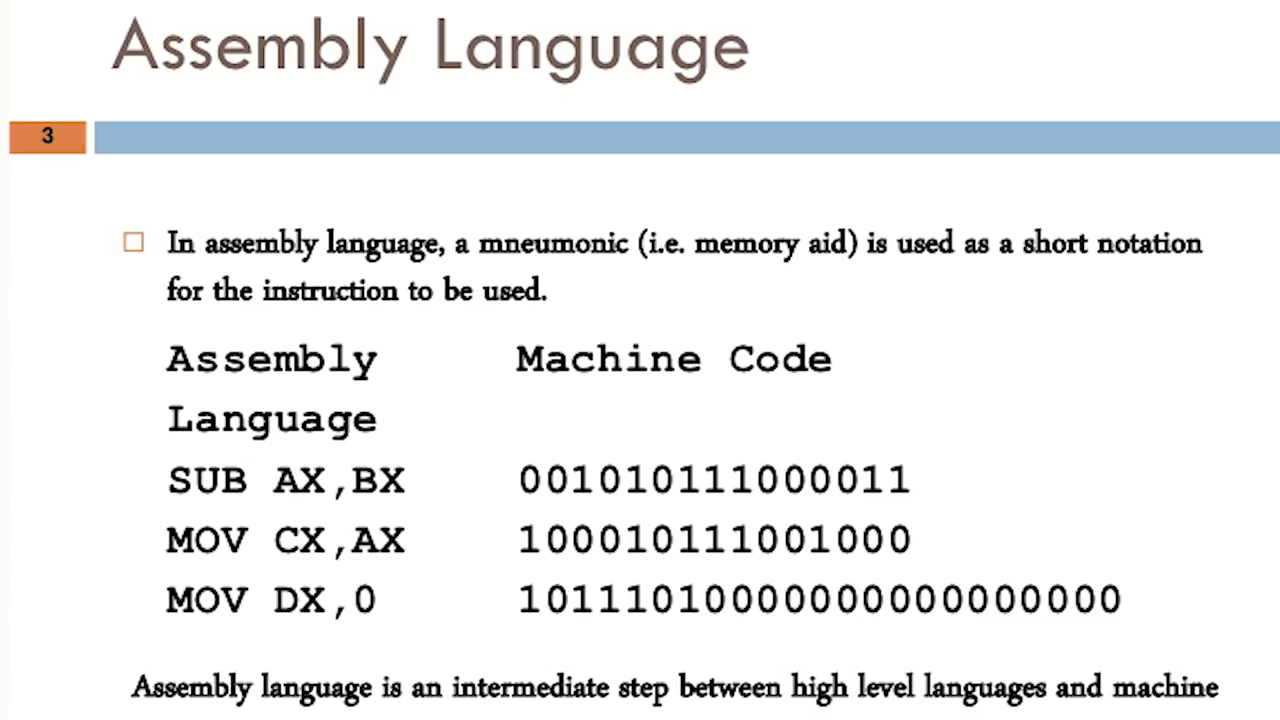 Assembly Language
3
In assembly language, a mneumonic (i.e. memory aid) is used as a short notation
for the instruction to be used.
Assembly Machine Code
Language
SUB AX,BX 001010111000011
MOV CX,AX 100010111001000
MOV DX,0 10111010000000000000000
Assembly language is an intermediate step between high level languages and machine